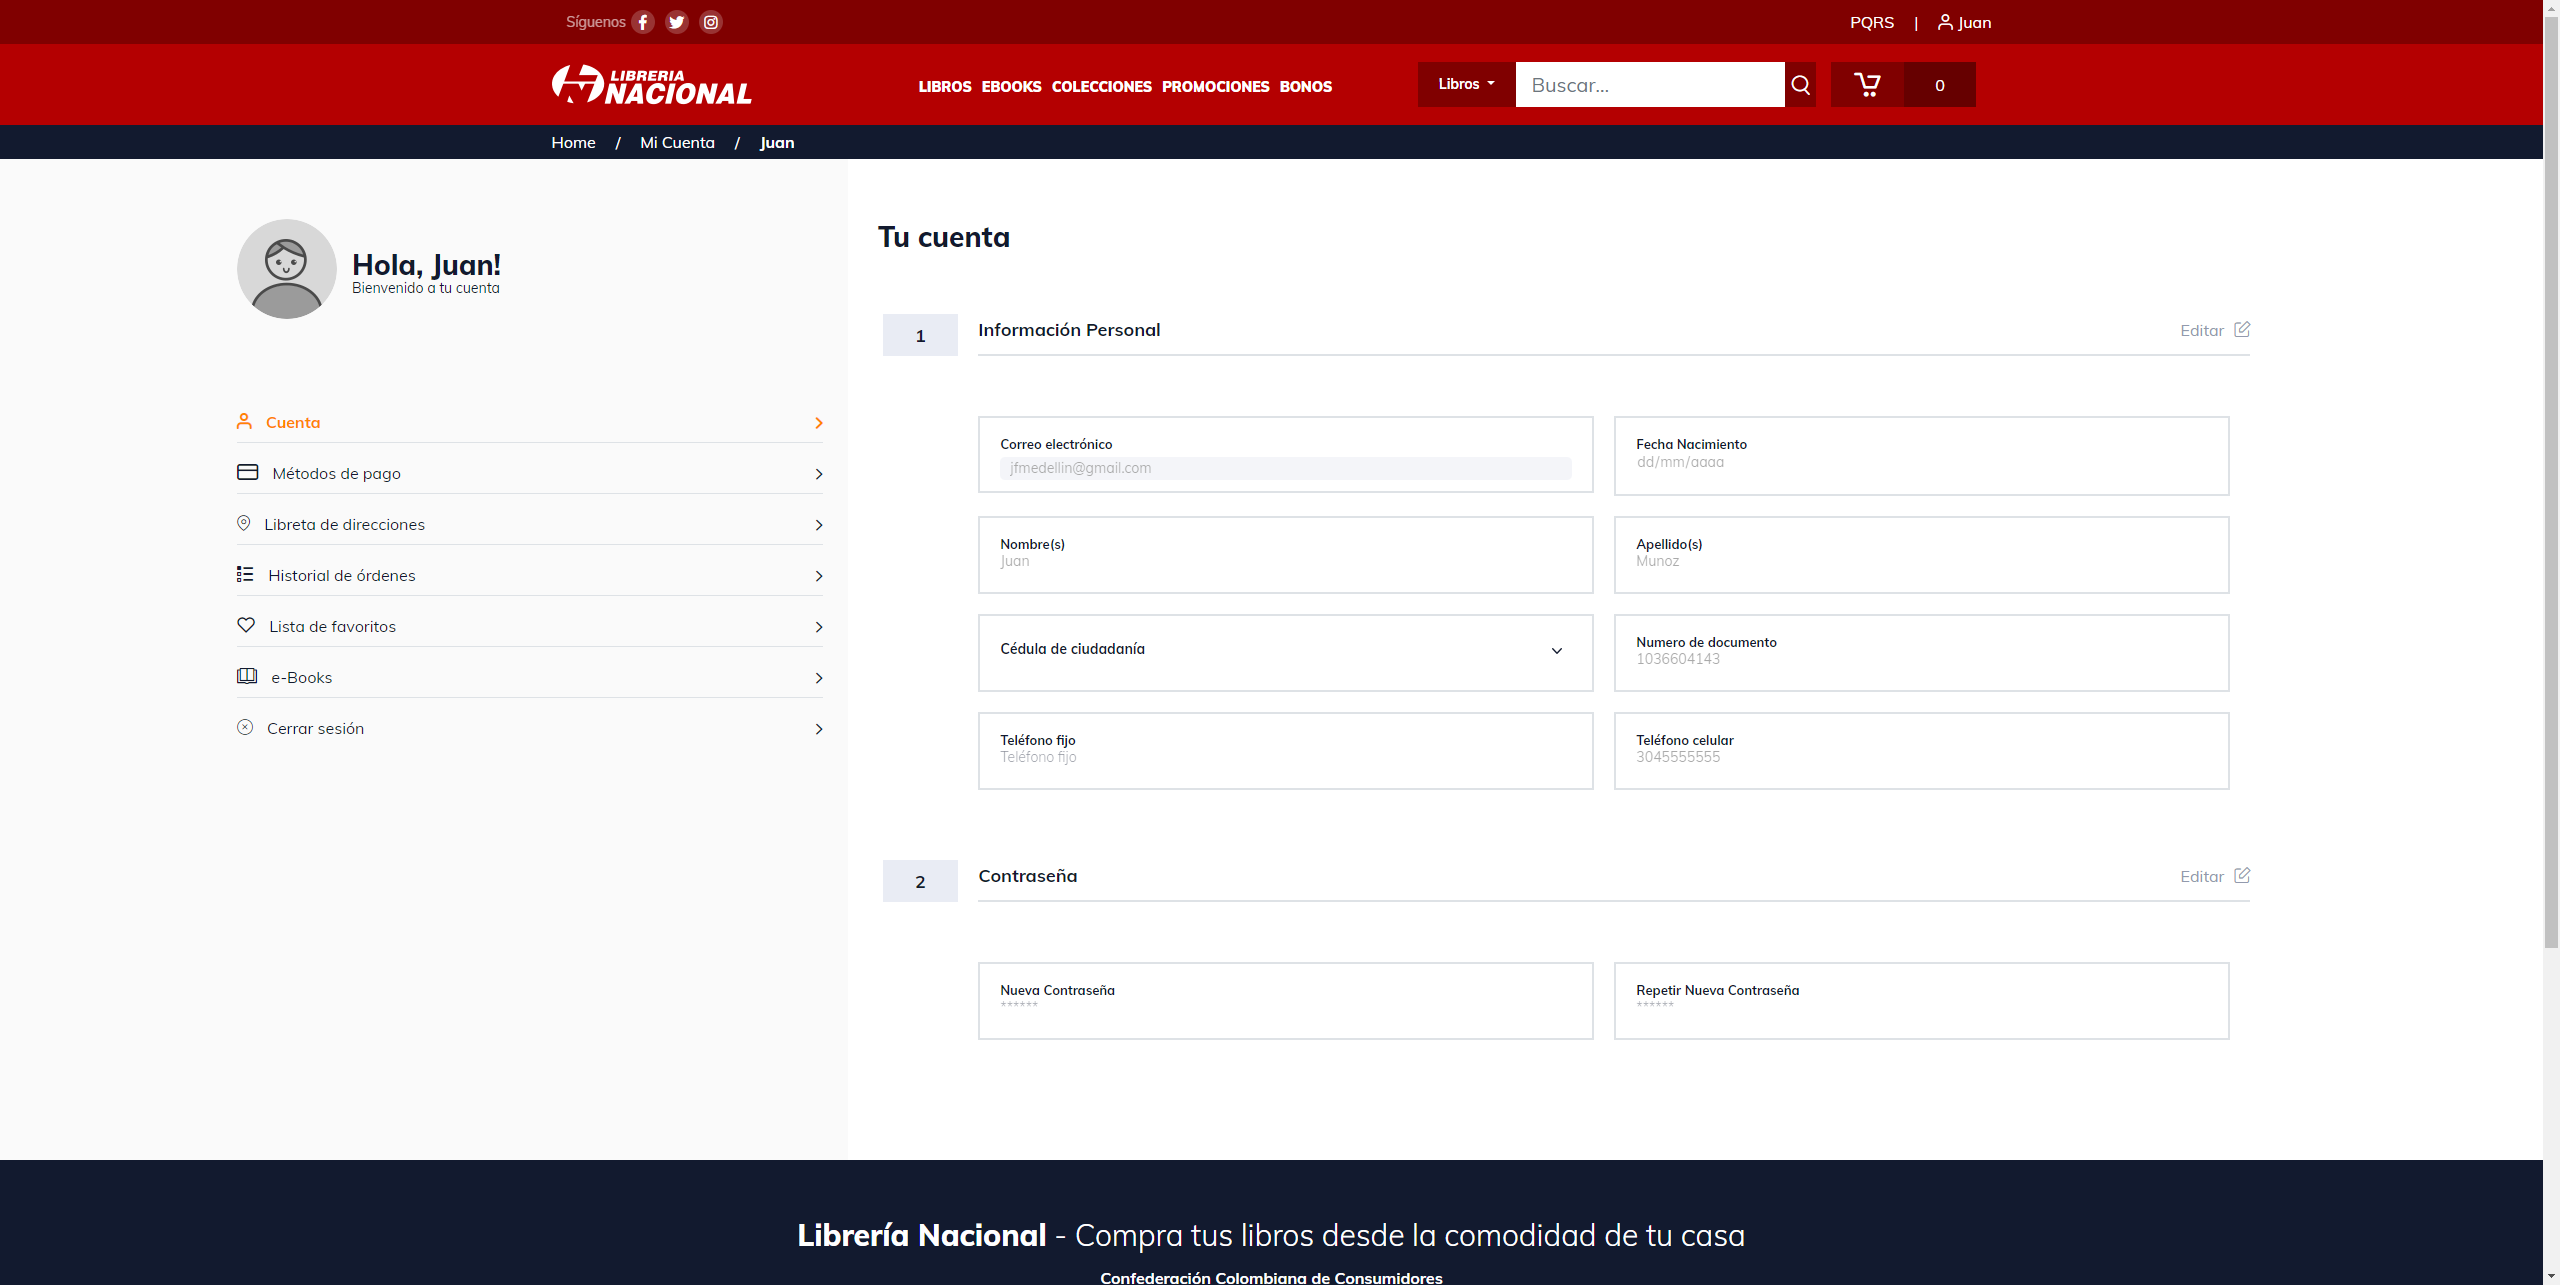 Síguenos
PQRS | Juan
LIBRERIA
NACIONAL
LIBROS EBOOKS COLECCIONES PROMOCIONES BONOS
Libros
Buscar...
0
Home / Mi Cuenta / Juan
Hola, Juan!
Bienvenido a tu cuenta
Cuenta
Métodos de pago
Libreta de direcciones
Historial de órdenes
Lista de favoritos
e-Books
Cerrar sesión
Tu cuenta
1 Información Personal Editar
Correo electrónico
jfmedellin@gmail.com
Fecha Nacimiento
dd/mm/aaaa
Nombre(s)
Juan
Apellido(s)
Munoz
Cédula de ciudadanía
Numero de documento
1036604143
Teléfono fijo
Teléfono fijo
Teléfono celular
3045555555
2 Contraseña Editar
Nueva Contraseña
******
Repetir Nueva Contraseña
******
Librería Nacional - Compra tus libros desde la comodidad de tu casa
Confederación Colombiana de Consumidores